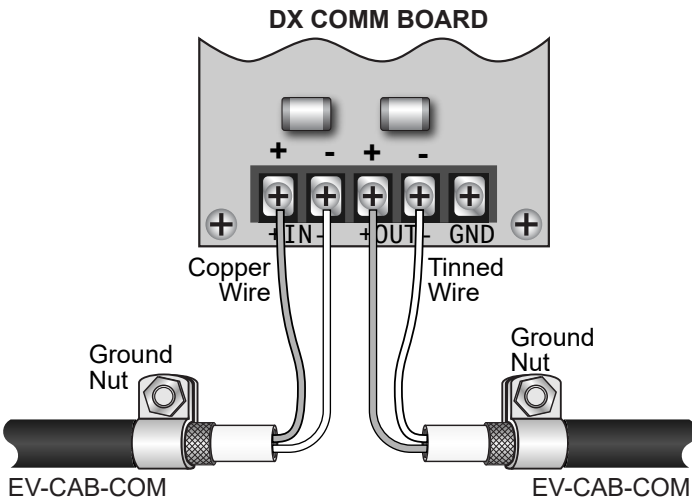 DX COMM BOARD
+ - + -
+IN- +OUT- GND
Copper
Wire
Tinned
Wire
Ground
Nut
Ground
Nut
EV-CAB-COM
EV-CAB-COM